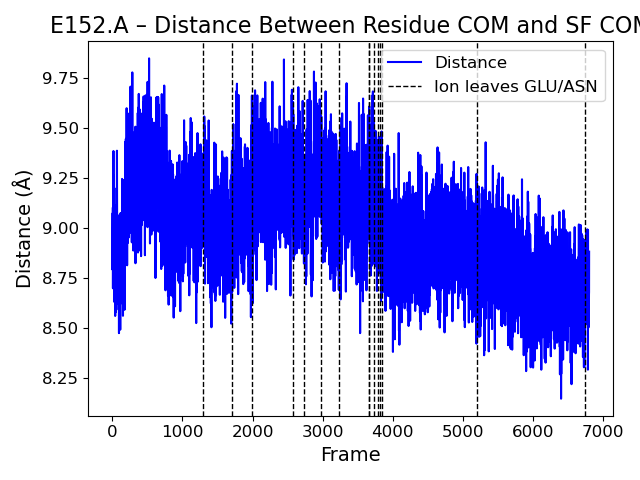 E152.A – Distance Between Residue COM and SF COM
Distance
Ion leaves GLU/ASN
Distance (Å)
9.75
9.50
9.25
9.00
8.75
8.50
8.25
0 1000 2000 3000 4000 5000 6000 7000
Frame